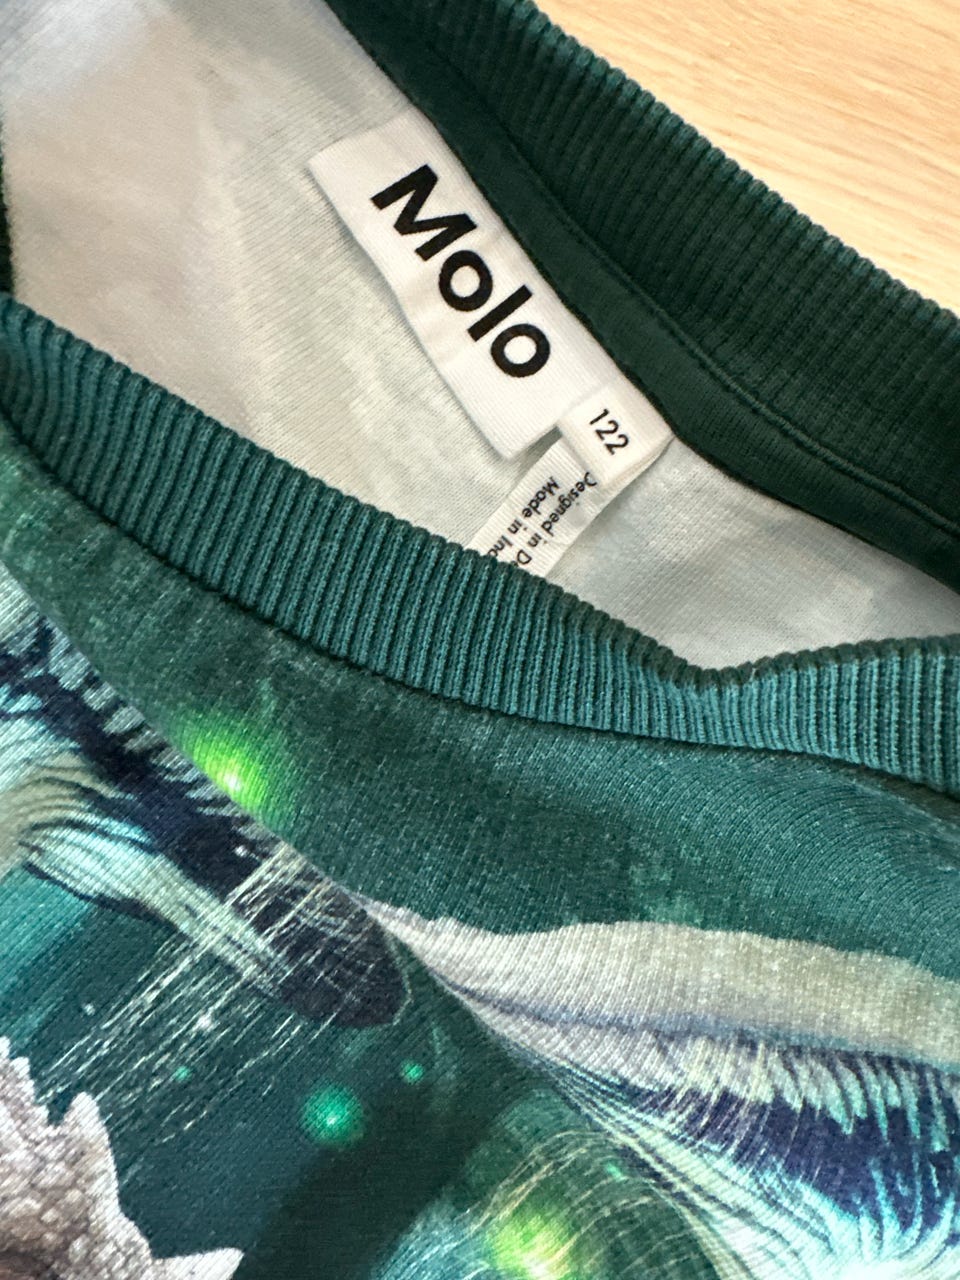 Molo
122
Designed in D
Made in Ind